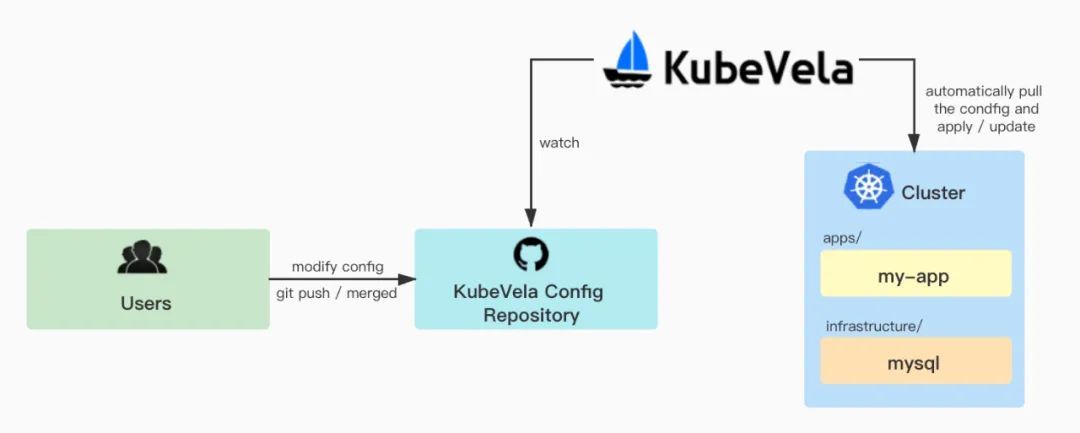 KubeVela
automatically pull
the condfig and
apply / update
watch
Cluster
apps/
my-app
infrastructure/
mysql
Users
modify config
git push / merged
KubeVela Config
Repository